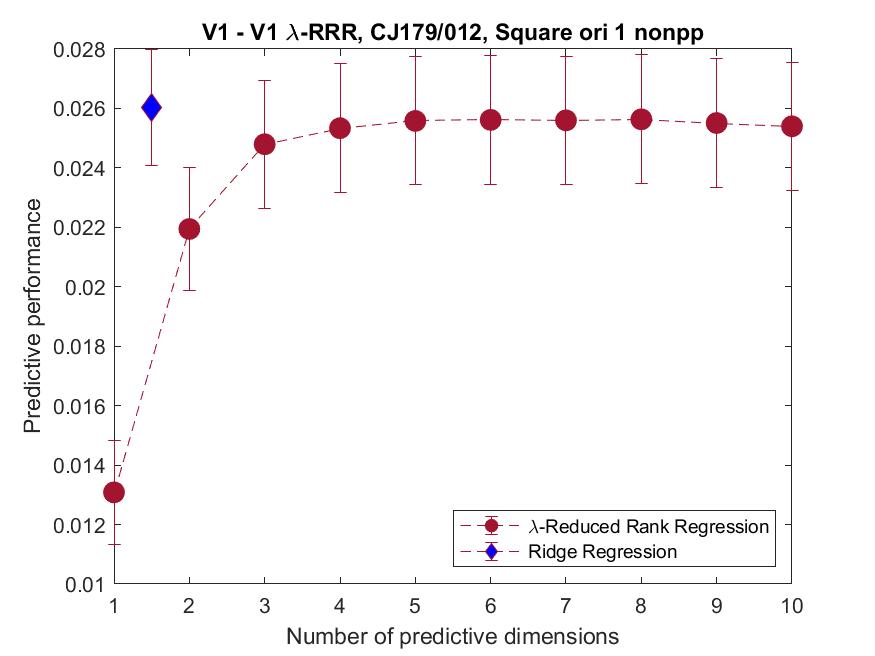 V1 - V1 λ-RRR, CJ179/012, Square ori 1 nonpp
0.028
0.026
0.024
0.022
0.02
0.018
0.016
0.014
0.012
0.01
Predictive performance
λ-Reduced Rank Regression
Ridge Regression
1 2 3 4 5 6 7 8 9 10
Number of predictive dimensions